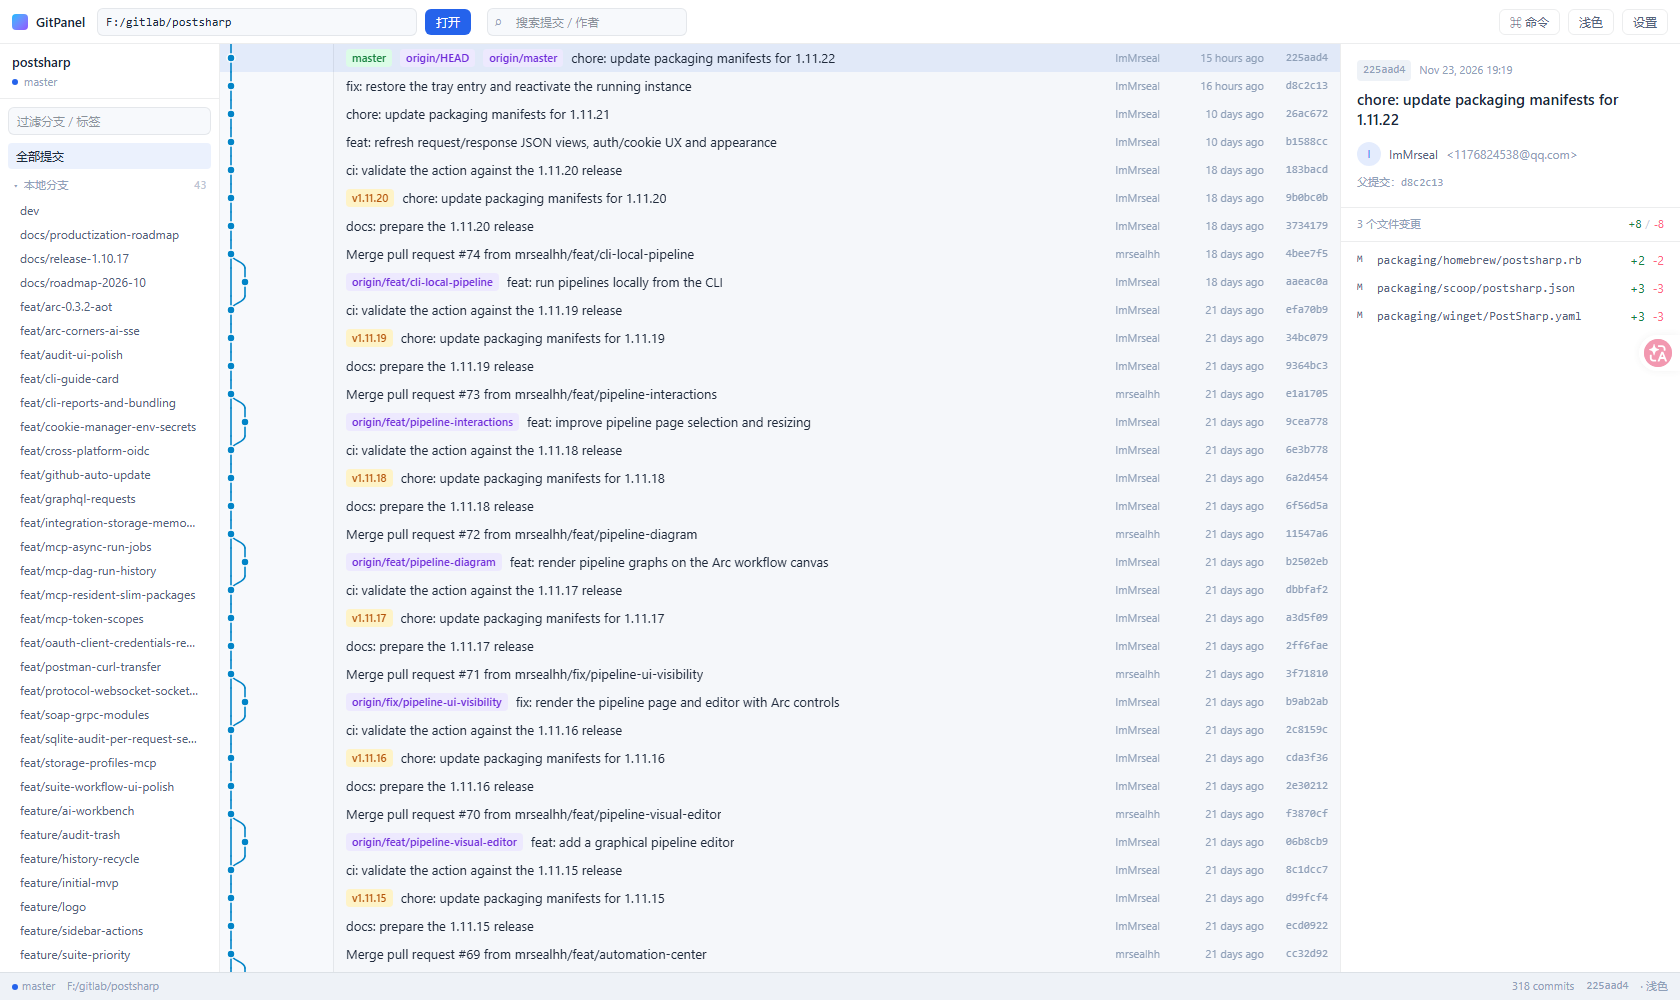 GitPanel F:/gitlab/postsharp 打开 搜索提交 / 作者 ⌘ 命令 浅色 设置
postsharp
master
过滤分支 / 标签
全部提交
本地分支 43
dev
docs/productization-roadmap
docs/release-1.10.17
docs/roadmap-2026-10
feat/arc-0.3.2-aot
feat/arc-corners-ai-sse
feat/audit-ui-polish
feat/cli-guide-card
feat/cli-reports-and-bundling
feat/cookie-manager-env-secrets
feat/cross-platform-oidc
feat/github-auto-update
feat/graphql-requests
feat/integration-storage-memo...
feat/mcp-async-run-jobs
feat/mcp-dag-run-history
feat/mcp-resident-slim-packages
feat/mcp-token-scopes
feat/oauth-client-credentials-re...
feat/postman-curl-transfer
feat/protocol-websocket-socket...
feat/soap-grpc-modules
feat/sqlite-audit-per-request-se...
feat/storage-profiles-mcp
feat/suite-workflow-ui-polish
feature/ai-workbench
feature/audit-trash
feature/history-recycle
feature/initial-mvp
feature/logo
feature/sidebar-actions
feature/suite-priority
master origin/HEAD origin/master chore: update packaging manifests for 1.11.22 ImMrseal 15 hours ago 225aad4
fix: restore the tray entry and reactivate the running instance ImMrseal 16 hours ago d8c2c13
chore: update packaging manifests for 1.11.21 ImMrseal 10 days ago 26ac672
feat: refresh request/response JSON views, auth/cookie UX and appearance ImMrseal 10 days ago b1588cc
ci: validate the action against the 1.11.20 release ImMrseal 18 days ago 183bacd
v1.11.20 chore: update packaging manifests for 1.11.20 ImMrseal 18 days ago 9b0bc0b
docs: prepare the 1.11.20 release ImMrseal 18 days ago 3734179
Merge pull request #74 from mrsealhh/feat/cli-local-pipeline mrsealhh 18 days ago 4bee7f5
origin/feat/cli-local-pipeline feat: run pipelines locally from the CLI ImMrseal 18 days ago aaeac0a
ci: validate the action against the 1.11.19 release ImMrseal 21 days ago efa70b9
v1.11.19 chore: update packaging manifests for 1.11.19 ImMrseal 21 days ago 34bc079
docs: prepare the 1.11.19 release ImMrseal 21 days ago 9364bc3
Merge pull request #73 from mrsealhh/feat/pipeline-interactions mrsealhh 21 days ago e1a1705
origin/feat/pipeline-interactions feat: improve pipeline page selection and resizing ImMrseal 21 days ago 9cea778
ci: validate the action against the 1.11.18 release ImMrseal 21 days ago 6e3b778
v1.11.18 chore: update packaging manifests for 1.11.18 ImMrseal 21 days ago 6a2d454
docs: prepare the 1.11.18 release ImMrseal 21 days ago 6f56d5a
Merge pull request #72 from mrsealhh/feat/pipeline-diagram mrsealhh 21 days ago 11547a6
origin/feat/pipeline-diagram feat: render pipeline graphs on the Arc workflow canvas ImMrseal 21 days ago b2502eb
ci: validate the action against the 1.11.17 release ImMrseal 21 days ago dbbfaf2
v1.11.17 chore: update packaging manifests for 1.11.17 ImMrseal 21 days ago a3d5f09
docs: prepare the 1.11.17 release ImMrseal 21 days ago 2ff6fae
Merge pull request #71 from mrsealhh/fix/pipeline-ui-visibility mrsealhh 21 days ago 3f71810
origin/fix/pipeline-ui-visibility fix: render the pipeline page and editor with Arc controls ImMrseal 21 days ago b9ab2ab
ci: validate the action against the 1.11.16 release ImMrseal 21 days ago 2c8159c
v1.11.16 chore: update packaging manifests for 1.11.16 ImMrseal 21 days ago cda3f36
docs: prepare the 1.11.16 release ImMrseal 21 days ago 2e30212
Merge pull request #70 from mrsealhh/feat/pipeline-visual-editor mrsealhh 21 days ago f3870cf
origin/feat/pipeline-visual-editor feat: add a graphical pipeline editor ImMrseal 21 days ago 06b8cb9
ci: validate the action against the 1.11.15 release ImMrseal 21 days ago 8c1dcc7
v1.11.15 chore: update packaging manifests for 1.11.15 ImMrseal 21 days ago d99fcf4
docs: prepare the 1.11.15 release ImMrseal 21 days ago ecd0922
Merge pull request #69 from mrsealhh/feat/automation-center mrsealhh 21 days ago cc32d92
225aad4 Nov 23, 2026 19:19
chore: update packaging manifests for
1.11.22
I ImMrseal <1176824538@qq.com>
父提交: d8c2c13
3 个文件变更 +8 / -8
M packaging/homebrew/postsharp.rb +2 -2
M packaging/scoop/postsharp.json +3 -3
M packaging/winget/PostSharp.yaml +3 -3
master F:/gitlab/postsharp 318 commits 225aad4 · 浅色